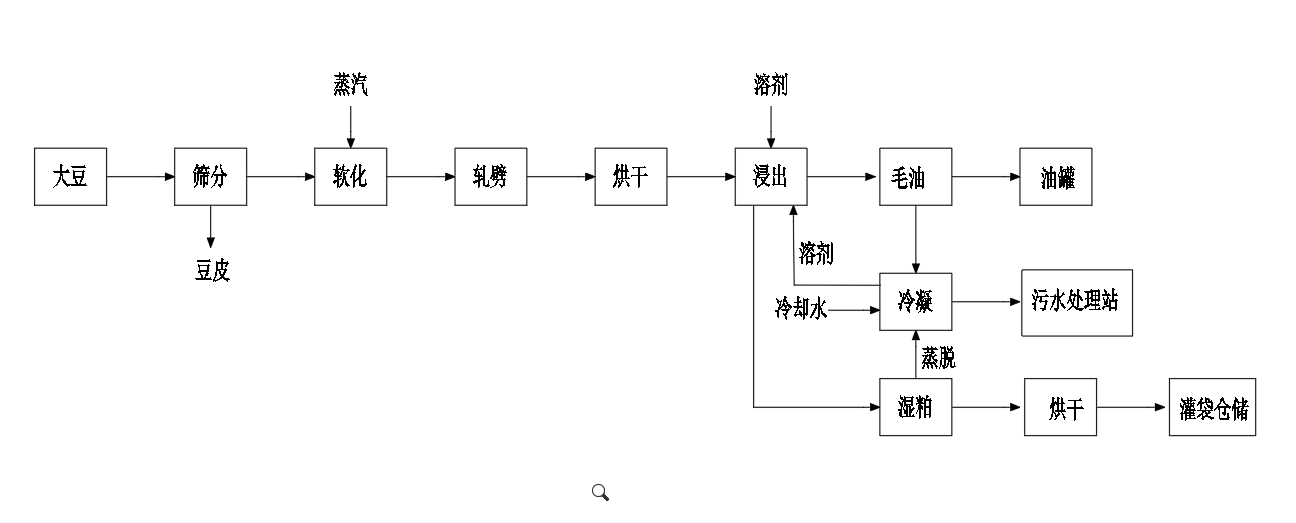 蒸汽
溶剂
大豆
筛分
软化
轧劈
烘干
浸出
毛油
油罐
豆皮
溶剂
冷却水
冷凝
污水处理站
蒸脱
湿粕
烘干
灌袋仓储